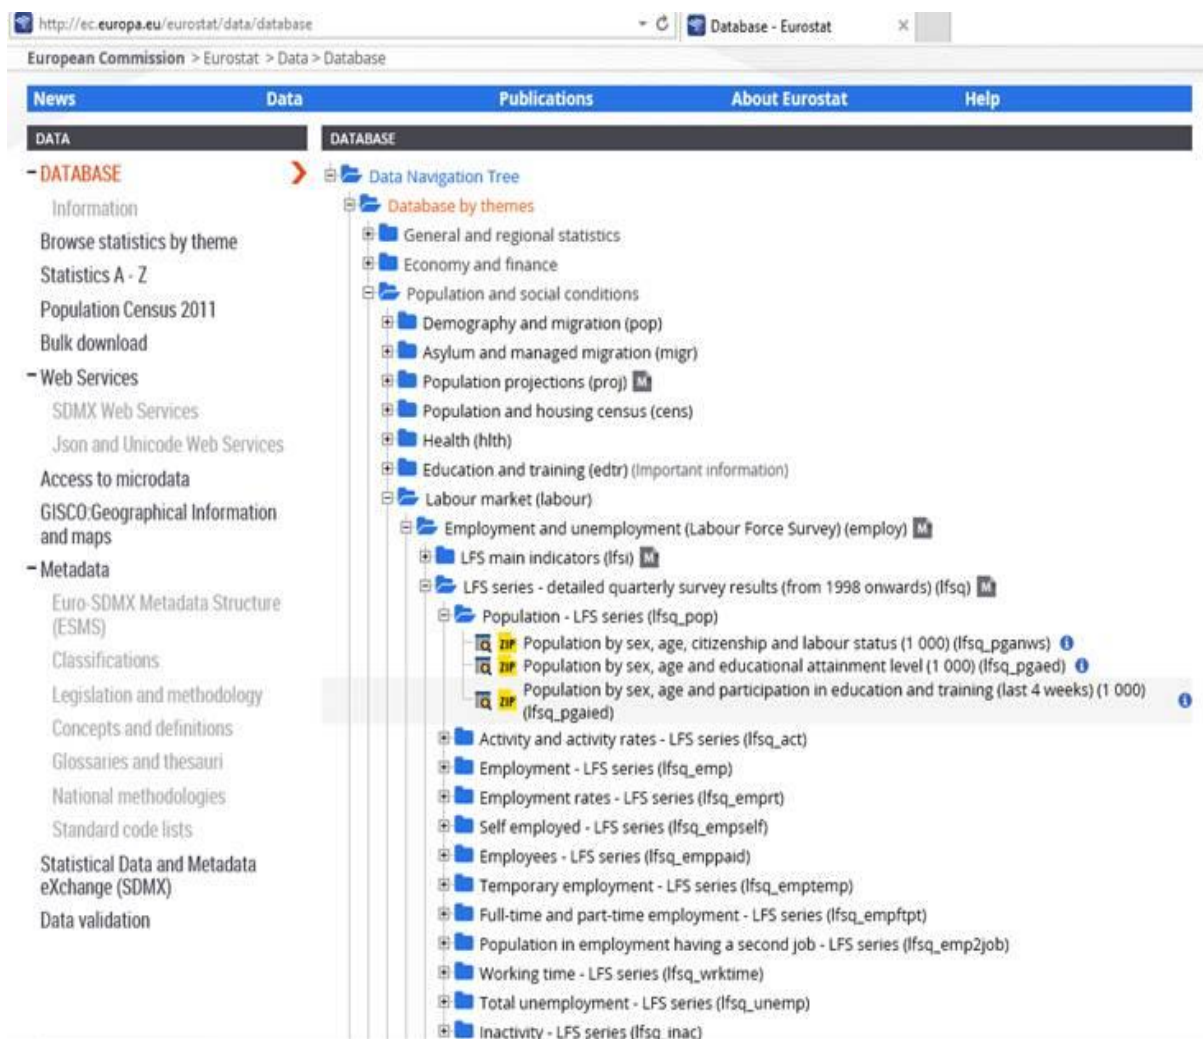 http://ec.europa.eu/eurostat/data/database
Database - Eurostat
European Commission > Eurostat > Data > Database
News Data Publications About Eurostat Help
DATA
DATABASE
Information
Browse statistics by theme
Statistics A - Z
Population Census 2011
Bulk download
Web Services
SDMX Web Services
Json and Unicode Web Services
Access to microdata
GISCO:Geographical Information
and maps
Metadata
Euro-SDMX Metadata Structure
(ESMS)
Classifications
Legislation and methodology
Concepts and definitions
Glossaries and thesauri
National methodologies
Standard code lists
Statistical Data and Metadata
eXchange (SDMX)
Data validation
DATABASE
Data Navigation Tree
Database by themes
General and regional statistics
Economy and finance
Population and social conditions
Demography and migration (pop)
Asylum and managed migration (migr)
Population projections (proj) M
Population and housing census (cens)
Health (hlth)
Education and training (edtr) (Important information)
Labour market (labour)
Employment and unemployment (Labour Force Survey) (employ) M
LFS main indicators (lfsi) M
LFS series - detailed quarterly survey results (from 1998 onwards) (lfsq) M
Population - LFS series (lfsq_pop)
ZIP Population by sex, age, citizenship and labour status (1 000) (lfsq_pganws) i
ZIP Population by sex, age and educational attainment level (1 000) (lfsq_pgaed) i
ZIP Population by sex, age and participation in education and training (last 4 weeks) (1 000) i
(lfsq_pgaied)
Activity and activity rates - LFS series (lfsq_act)
Employment - LFS series (lfsq_emp)
Employment rates - LFS series (lfsq_emprt)
Self employed - LFS series (lfsq_empself)
Employees - LFS series (lfsq_emppaid)
Temporary employment - LFS series (lfsq_emptemp)
Full-time and part-time employment - LFS series (lfsq_empftpt)
Population in employment having a second job - LFS series (lfsq_emp2job)
Working time - LFS series (lfsq_wrktime)
Total unemployment - LFS series (lfsq_unemp)
Inactivity - LFS series (lfsq_inac)